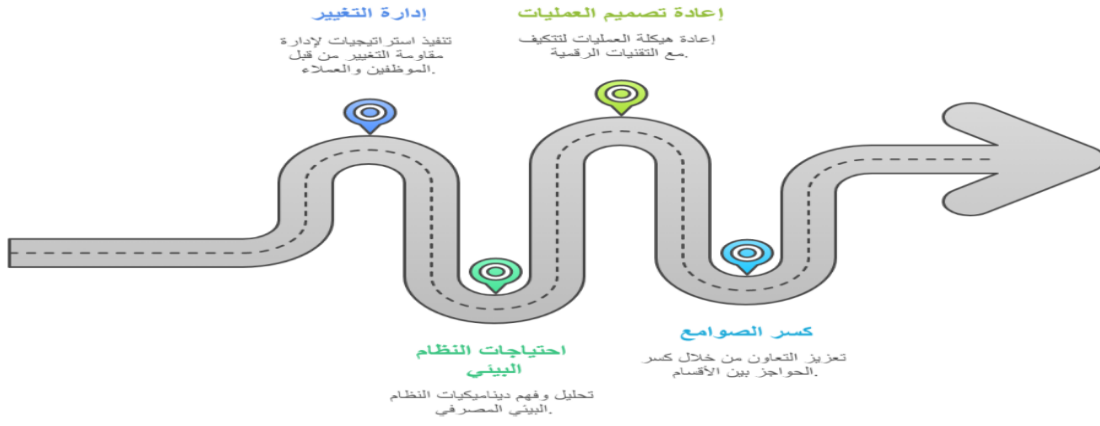 إدارة التغيير
تنفيذ استراتيجيات لإدارة
مقاومة التغيير من قبل
الموظفين والعملاء.
احتياجات النظام
البيئي
تحليل وفهم ديناميكيات النظام
البيئي المصرفي.
إعادة تصميم العمليات
إعادة هيكلة العمليات لتتكيف
مع التقنيات الرقمية.
كسر الصوامع
تعزيز التعاون من خلال كسر
الحواجز بين الأقسام.